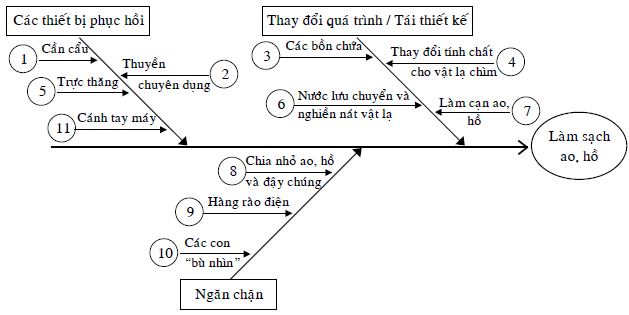 Các thiết bị phục hồi
Thay đổi quá trình / Tái thiết kế
1
Cần cẩu
Thuyền
chuyên dụng
2
5
Trực thăng
11
Cánh tay máy
3
Các bồn chứa
Thay đổi tính chất
cho vật lạ chìm
4
6
Nước lưu chuyển và
nghiền nát vật lạ
Làm cạn ao,
hồ
7
Làm sạch
ao, hồ
8
Chia nhỏ ao, hồ
và đậy chúng
9
Hàng rào điện
10
Các con
“bù nhìn”
Ngăn chặn